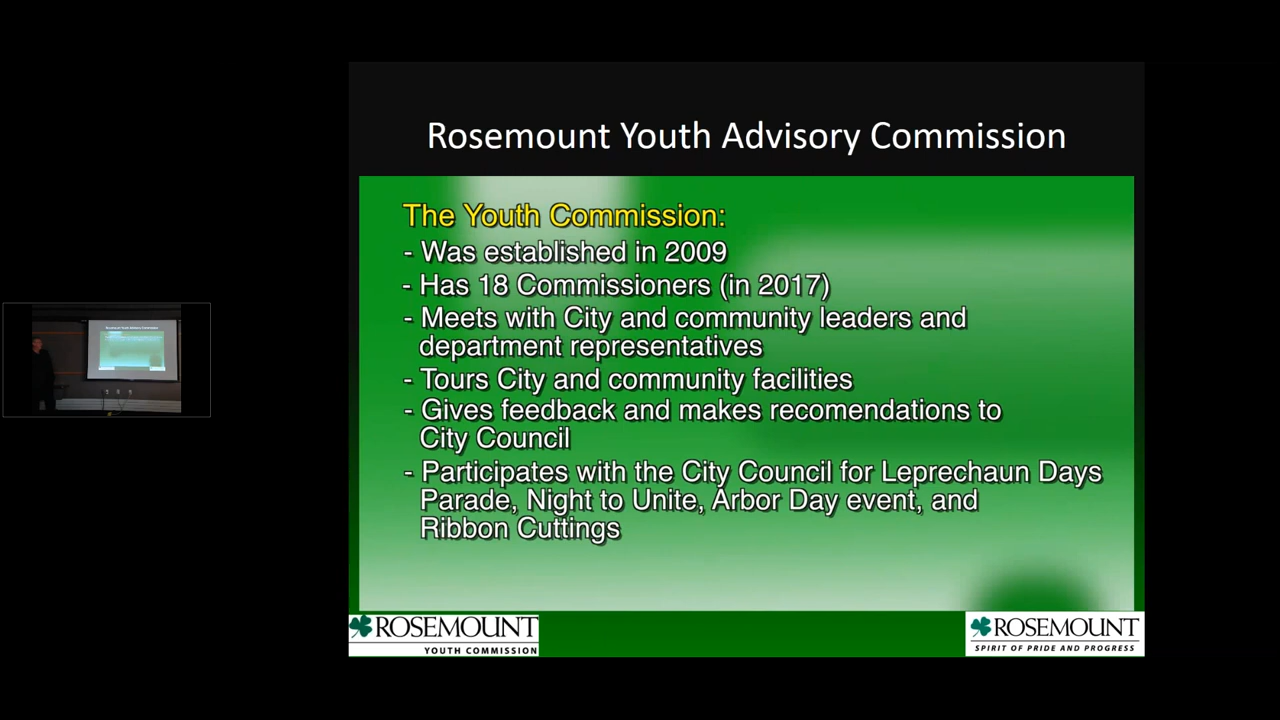 Rosemount Youth Advisory Commission
The Youth Commission:
- Was established in 2009
- Has 18 Commissioners (in 2017)
- Meets with City and community leaders and
department representatives
- Tours City and community facilities
- Gives feedback and makes recomendations to
City Council
- Participates with the City Council for Leprechaun Days
Parade, Night to Unite, Arbor Day event, and
Ribbon Cuttings
ROSEMOUNT
YOUTH COMMISSION
ROSEMOUNT
SPIRIT OF PRIDE AND PROGRESS